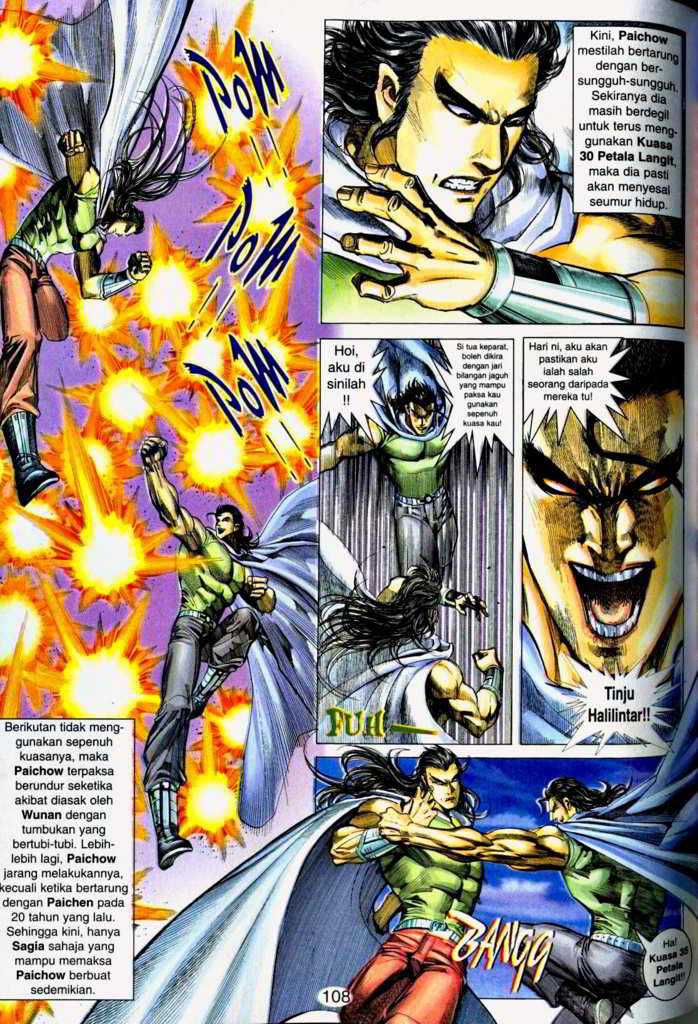 POM
POM
POM
Berikutan tidak meng-
gunakan sepenuh
kuasanya, maka
Paichow terpaksa
berundur seketika
akibat diasak oleh
Wunan dengan
tumbukan yang
bertubi-tubi. Lebih-
lebih lagi, Paichow
jarang melakukannya,
kecuali ketika bertarung
dengan Paichen pada
20 tahun yang lalu.
Sehingga kini, hanya
Sagia sahaja yang
mampu memaksa
Paichow berbuat
sedemikian.
Kini, Paichow
mestilah bertarung
dengan ber-
sungguh-sungguh.
Sekiranya dia
masih berdegil
untuk terus meng-
gunakan Kuasa
30 Petala Langit,
maka dia pasti
akan menyesal
seumur hidup.
Hoi,
aku di
sinilah
!!
Si tua keparat,
boleh dikira
dengan jari
bilangan jaguh
yang mampu
paksa kau
gunakan
sepenuh
kuasa kau!
FUH
Hari ni, aku akan
pastikan aku
ialah salah
seorang daripada
mereka tu!
Tinju
Halilintar!!
BANGG
Ha!
Kuasa 35
Petala
Langit!!
108